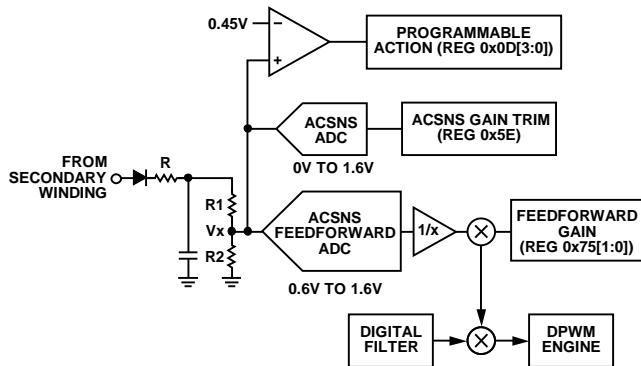 0.45V
−
+
PROGRAMMABLE
ACTION (REG 0x0D[3:0])
ACSNS
ADC
0V TO 1.6V
ACSNS GAIN TRIM
(REG 0x5E)
FROM
SECONDARY
WINDING
R
R1
Vx
R2
ACSNS
FEEDFORWARD
ADC
0.6V TO 1.6V
1/x
×
FEEDFORWARD
GAIN
(REG 0x75[1:0])
DIGITAL
FILTER
×
DPWM
ENGINE